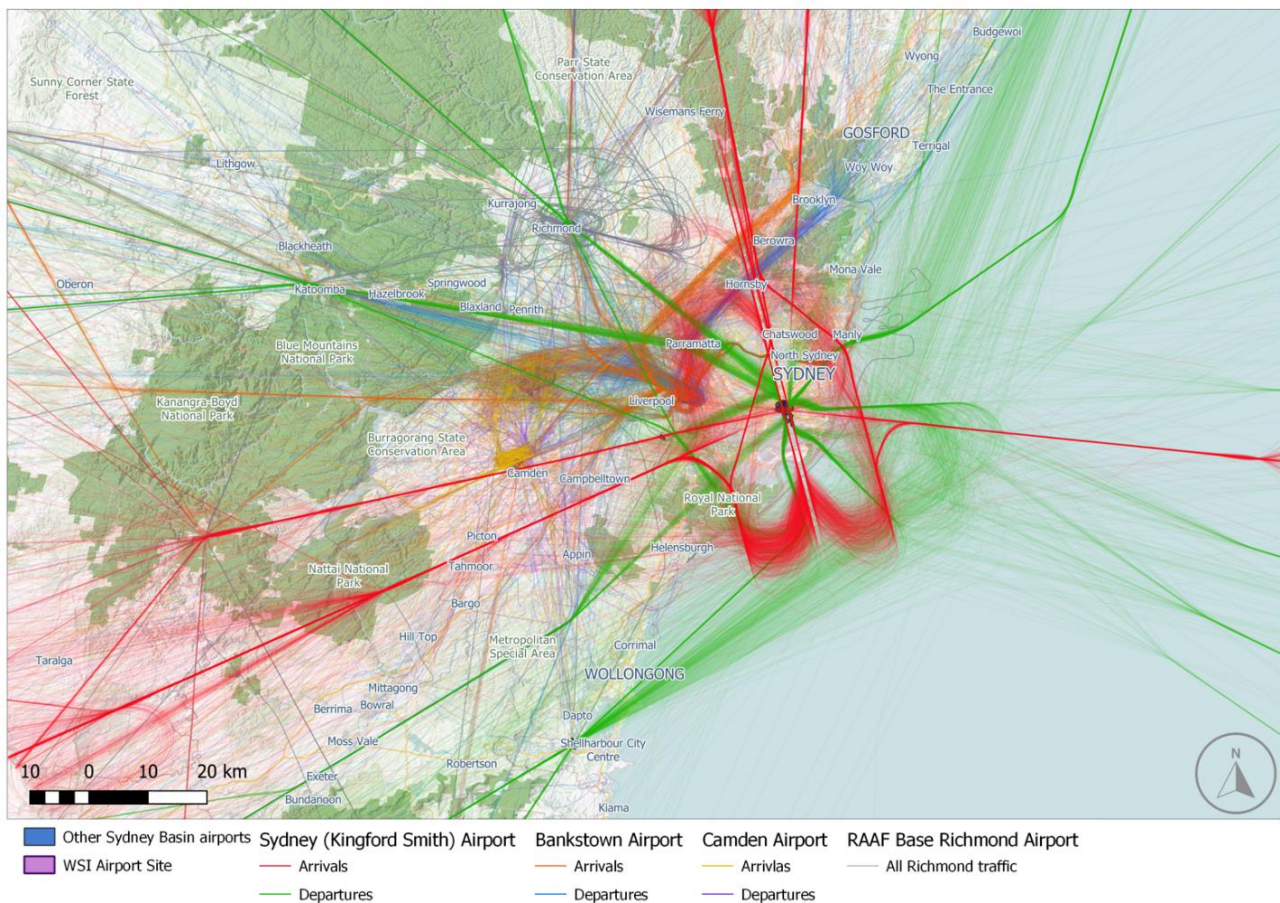 Budgewoi
Wyong
Parr State
Conservation Area
Sunny Corner State
Forest
The Entrance
Wisemans Ferry
GOSFORD
Terrigal
Lithgow
Woy Woy
Kurrajong
Brooklyn
Richmond
Blackheath
Berowra
Mona Vale
Oberon
Springwood
Hornsby
Katoomba
Hazelbrook
Blaxland
Penrith
Chatswood
Manly
Blue Mountains
National Park
Parramatta
North Sydney
SYDNEY
Kanangra-Boyd
National Park
Liverpool
Burragorang State
Conservation Area
Camden
Campbelltown
Royal National
Park
Picton
Helensburgh
Appin
Nattai National
Park
Tahmoor
Bargo
Hill Top
Metropolitan
Special Area
Corrimal
Taralga
WOLLONGONG
Mittagong
Berrima
Bowral
Dapto
Moss Vale
Shellharbour City
Centre
Robertson
Exeter
Bundanoon
Kiama
N
10 0 10 20 km
Other Sydney Basin airports
WSI Airport Site
Sydney (Kingford Smith) Airport
Arrivals
Departures
Bankstown Airport
Arrivals
Departures
Camden Airport
Arrivlas
Departures
RAAF Base Richmond Airport
All Richmond traffic